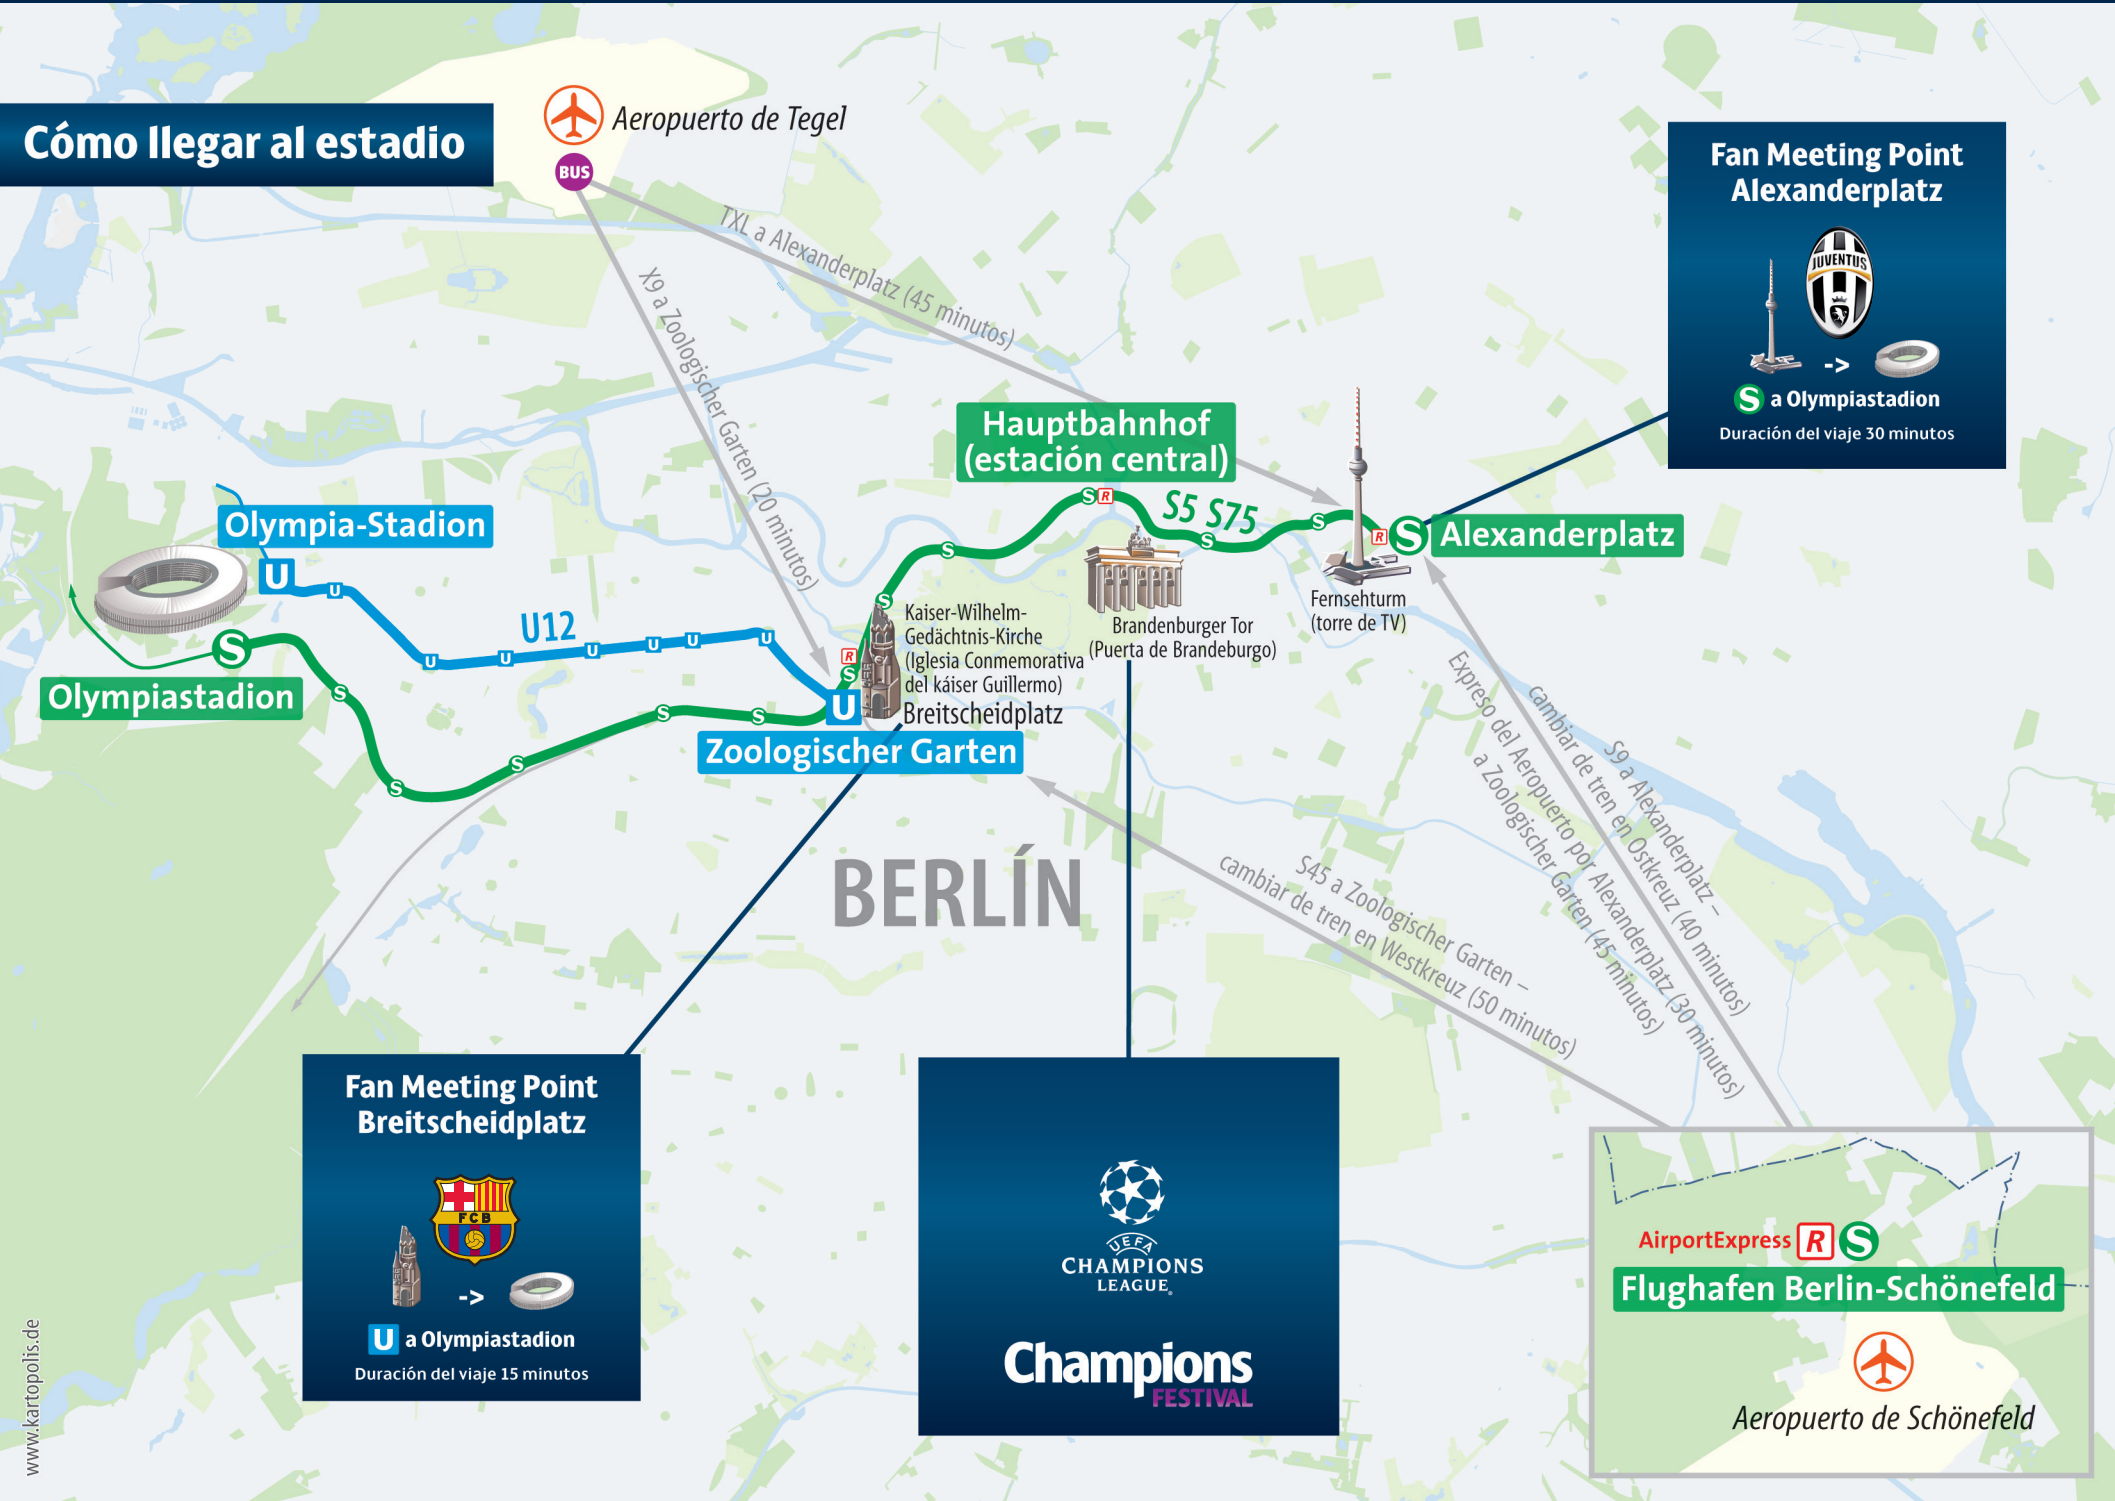 Cómo llegar al estadio
Aeropuerto de Tegel
BUS
TXL a Alexanderplatz (45 minutos)
X9 a Zoologischer Garten (20 minutos)
Fan Meeting Point
Alexanderplatz
JUVENTUS
->
S a Olympiastadion
Duración del viaje 30 minutos
Hauptbahnhof
(estación central)
S R
S5 S75
S
S
S
R S Alexanderplatz
Olympia-Stadion
U
U
U12
U
U
U
U
U
U
S
Olympiastadion
S
S
S
S
S
U
Zoologischer Garten
R
S
S
Kaiser-Wilhelm-
Gedächtnis-Kirche
(Iglesia Conmemorativa
del káiser Guillermo)
Breitscheidplatz
Brandenburger Tor
(Puerta de Brandeburgo)
Fernsehturm
(torre de TV)
S9 a Alexanderplatz –
cambiar de tren en Ostkreuz (40 minutos)
Expreso del Aeropuerto por Alexanderplatz (30 minutos)
a Zoologischer Garten (45 minutos)
S45 a Zoologischer Garten –
cambiar de tren en Westkreuz (50 minutos)
BERLÍN
Fan Meeting Point
Breitscheidplatz
FCB
->
U a Olympiastadion
Duración del viaje 15 minutos
UEFA
CHAMPIONS
LEAGUE
Champions
FESTIVAL
AirportExpress R S
Flughafen Berlin-Schönefeld
Aeropuerto de Schönefeld
www.kartopolis.de